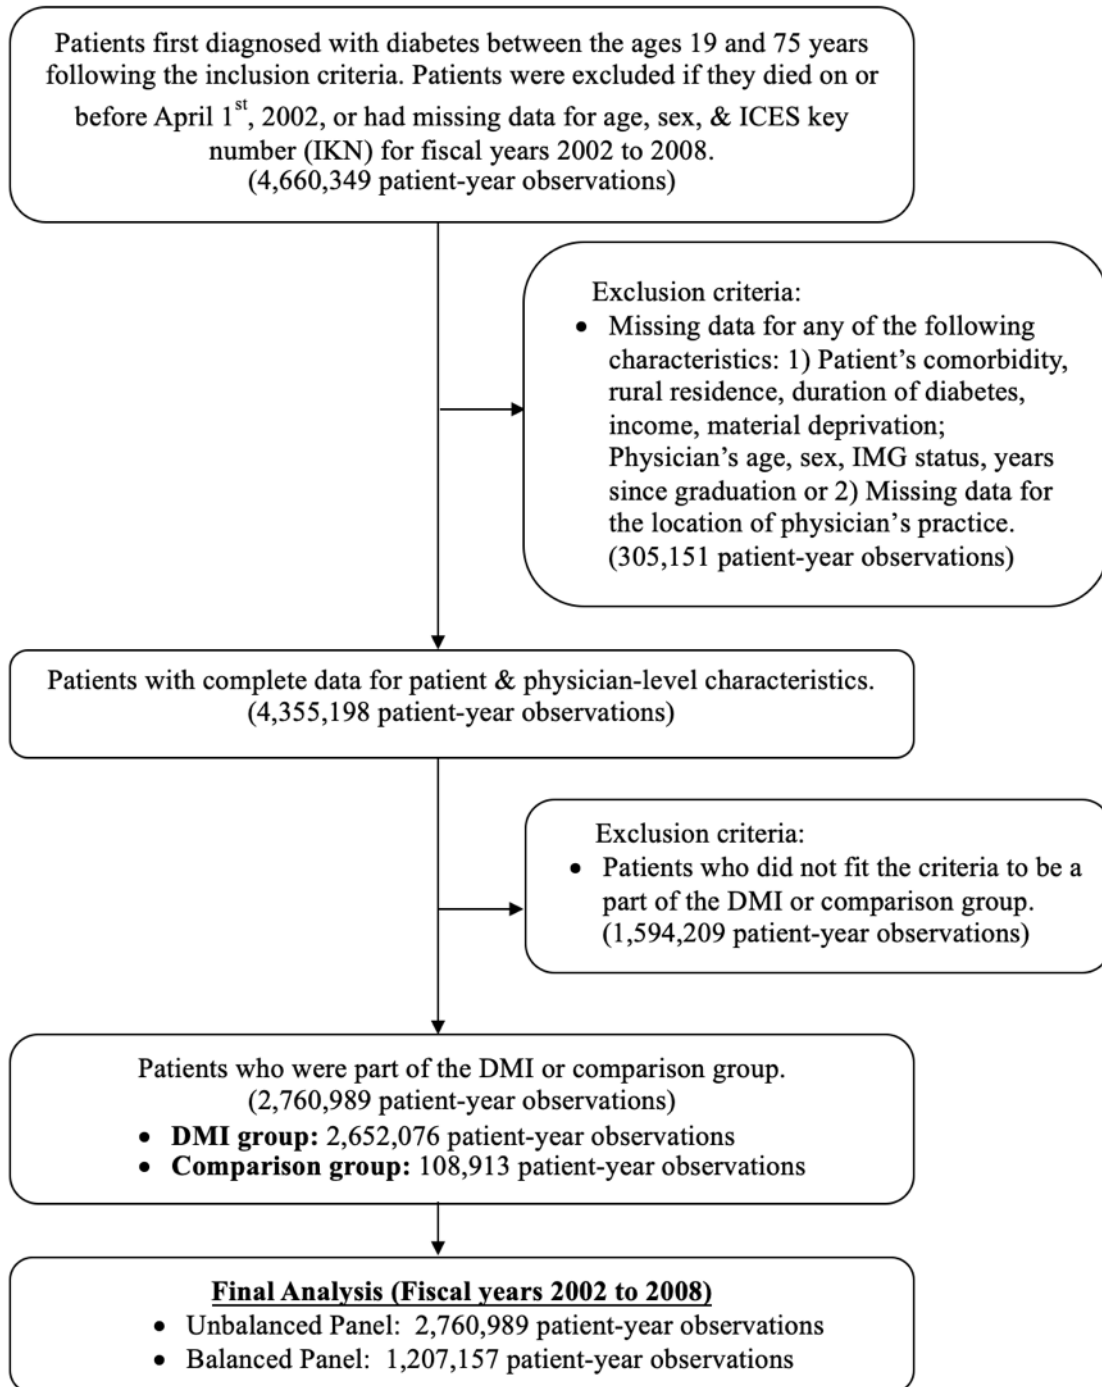 Patients first diagnosed with diabetes between the ages 19 and 75 years
following the inclusion criteria. Patients were excluded if they died on or
before April 1st, 2002, or had missing data for age, sex, & ICES key
number (IKN) for fiscal years 2002 to 2008.
(4,660,349 patient-year observations)
Exclusion criteria:
• Missing data for any of the following
characteristics: 1) Patient’s comorbidity,
rural residence, duration of diabetes,
income, material deprivation;
Physician’s age, sex, IMG status, years
since graduation or 2) Missing data for
the location of physician’s practice.
(305,151 patient-year observations)
Patients with complete data for patient & physician-level characteristics.
(4,355,198 patient-year observations)
Exclusion criteria:
• Patients who did not fit the criteria to be a
part of the DMI or comparison group.
(1,594,209 patient-year observations)
Patients who were part of the DMI or comparison group.
(2,760,989 patient-year observations)
• DMI group: 2,652,076 patient-year observations
• Comparison group: 108,913 patient-year observations
Final Analysis (Fiscal years 2002 to 2008)
• Unbalanced Panel: 2,760,989 patient-year observations
• Balanced Panel: 1,207,157 patient-year observations